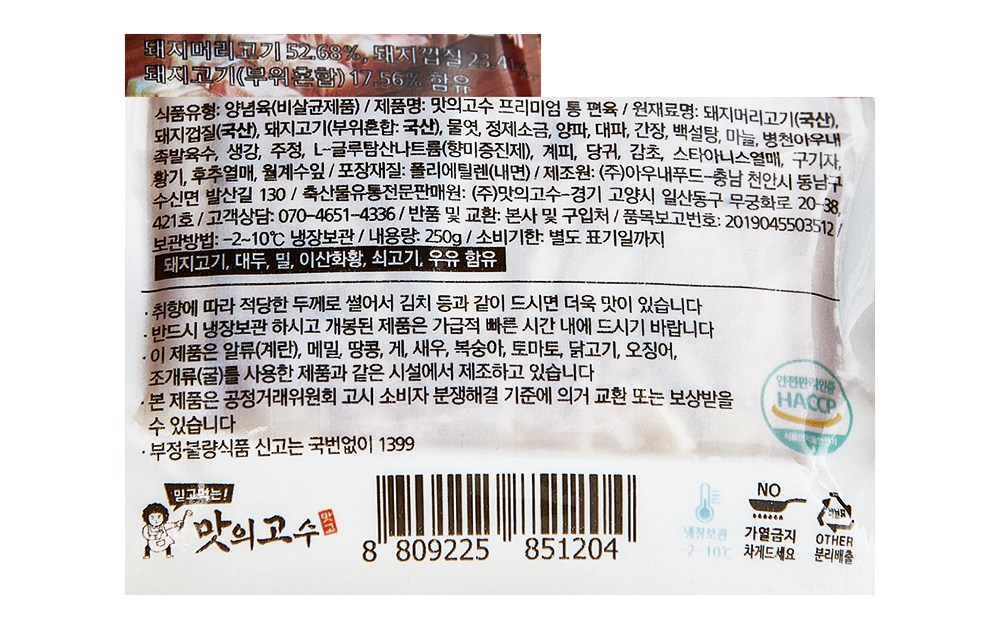 돼지머리고기 52.68%, 돼지껍질 23.41%,
돼지고기(부위혼합) 17.56% 함유
식품유형: 양념육(비살균제품) / 제품명: 맛의고수 프리미엄 통 편육 / 원재료명: 돼지머리고기(국산),
돼지껍질(국산), 돼지고기(부위혼합: 국산), 물엿, 정제소금, 양파, 대파, 간장, 백설탕, 마늘, 병천아우내
족발육수, 생강, 주정, L-글루탐산나트륨(향미증진제), 계피, 당귀, 감초, 스타아니스열매, 구기자,
황기, 후추열매, 월계수잎 / 포장재질: 폴리에틸렌(내면) / 제조원: (주)아우내푸드-충남 천안시 동남구
수신면 발산길 130 / 축산물유통전문판매원: (주)맛의고수-경기 고양시 일산동구 무궁화로 20-38,
421호 / 고객상담: 070-4651-4336 / 반품 및 교환: 본사 및 구입처 / 품목보고번호: 2019045503512 /
보관방법: -2~10℃ 냉장보관 / 내용량: 250g / 소비기한: 별도 표기일까지
돼지고기, 대두, 밀, 이산화황, 쇠고기, 우유 함유
· 취향에 따라 적당한 두께로 썰어서 김치 등과 같이 드시면 더욱 맛이 있습니다
· 반드시 냉장보관 하시고 개봉된 제품은 가급적 빠른 시간 내에 드시기 바랍니다
· 이 제품은 알류(계란), 메밀, 땅콩, 게, 새우, 복숭아, 토마토, 닭고기, 오징어,
조개류(굴)를 사용한 제품과 같은 시설에서 제조하고 있습니다
· 본 제품은 공정거래위원회 고시 소비자 분쟁해결 기준에 의거 교환 또는 보상받을
수 있습니다
· 부정·불량식품 신고는 국번없이 1399
안전관리인증
HACCP
믿고먹는!
맛의고수
맛고
8 809225 851204
냉장보관
-2~10℃
NO
가열금지
차게드세요
OTHER
분리배출